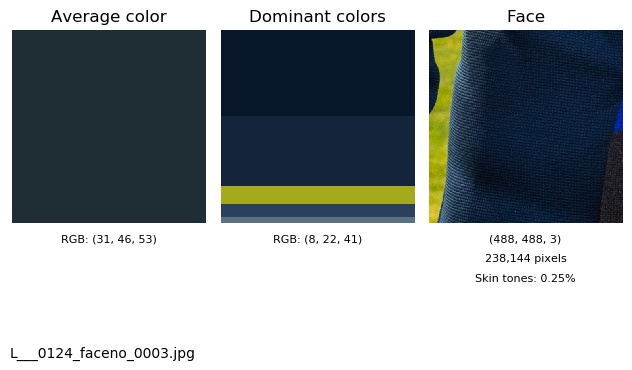 Average color
Dominant colors
Face
RGB: (31, 46, 53)
RGB: (8, 22, 41)
(488, 488, 3)
238,144 pixels
Skin tones: 0.25%
L___0124_faceno_0003.jpg